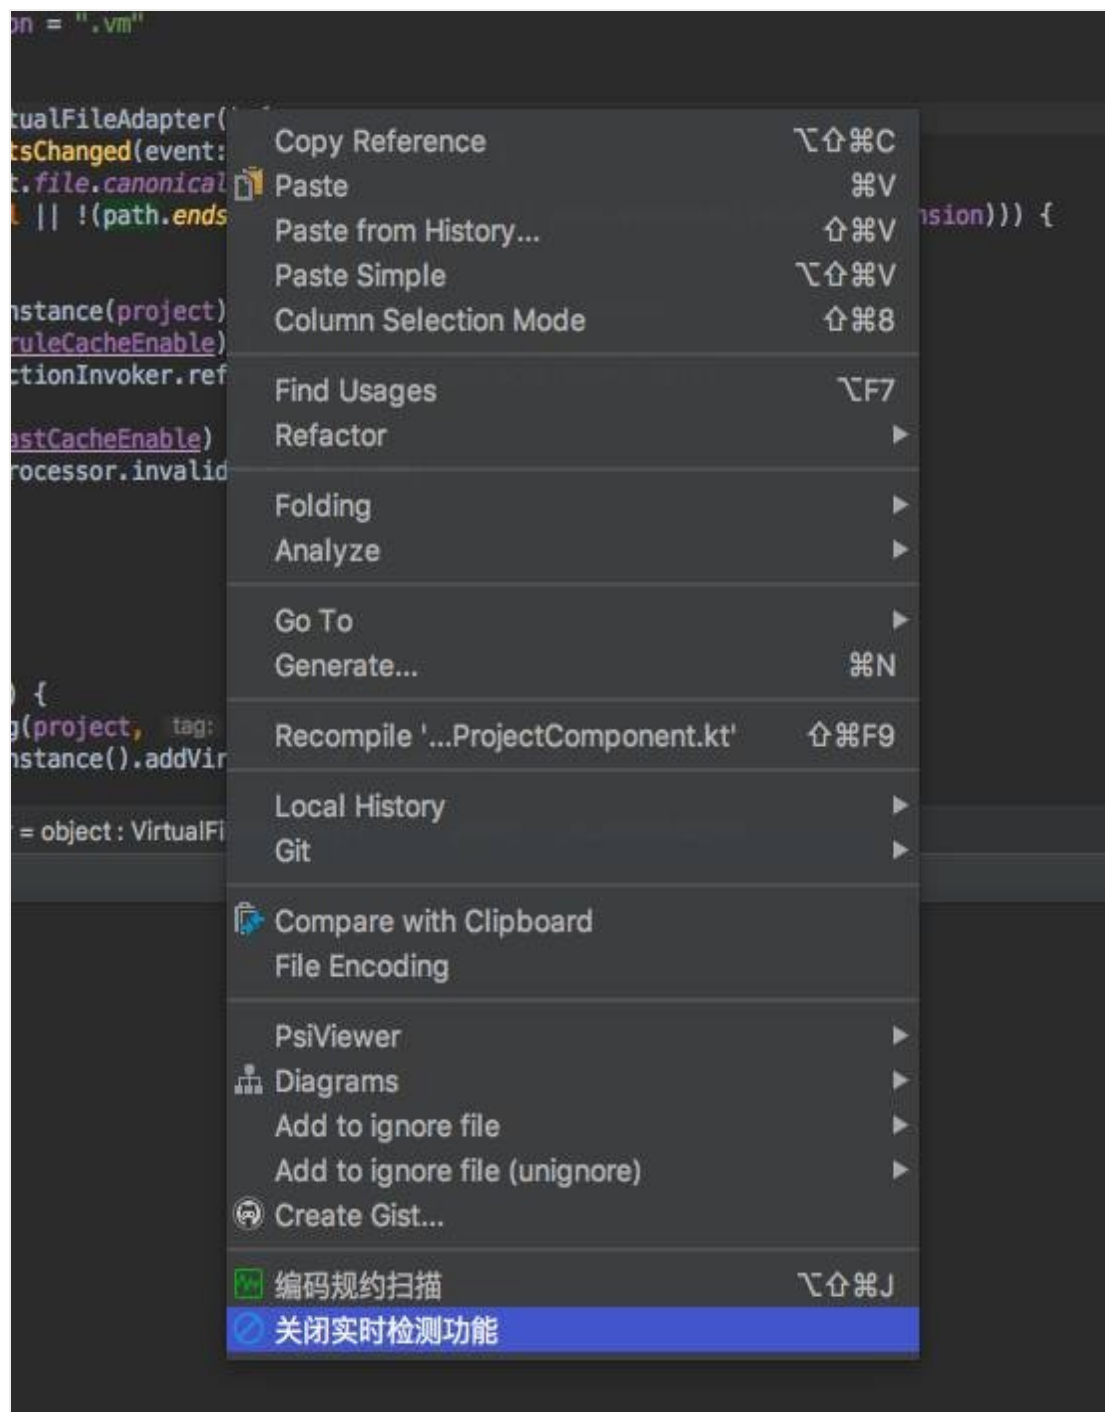 on = ".vm"
tualFileAdapter(
tsChanged(event:
t.file.canonical
l || !(path.ends
nsion))) {
nstance(project)
ruleCacheEnable)
ctionInvoker.ref
astCacheEnable)
rocessor.invalid
) {
g(project, tag:
nstance().addVir
= object : VirtualFi
Copy Reference ⌥⇧⌘C
Paste ⌘V
Paste from History... ⇧⌘V
Paste Simple ⌥⇧⌘V
Column Selection Mode ⇧⌘8
Find Usages ⌥F7
Refactor
Folding
Analyze
Go To
Generate... ⌘N
Recompile '...ProjectComponent.kt' ⇧⌘F9
Local History
Git
Compare with Clipboard
File Encoding
PsiViewer
Diagrams
Add to ignore file
Add to ignore file (unignore)
Create Gist...
编码规约扫描 ⌥⇧⌘J
关闭实时检测功能